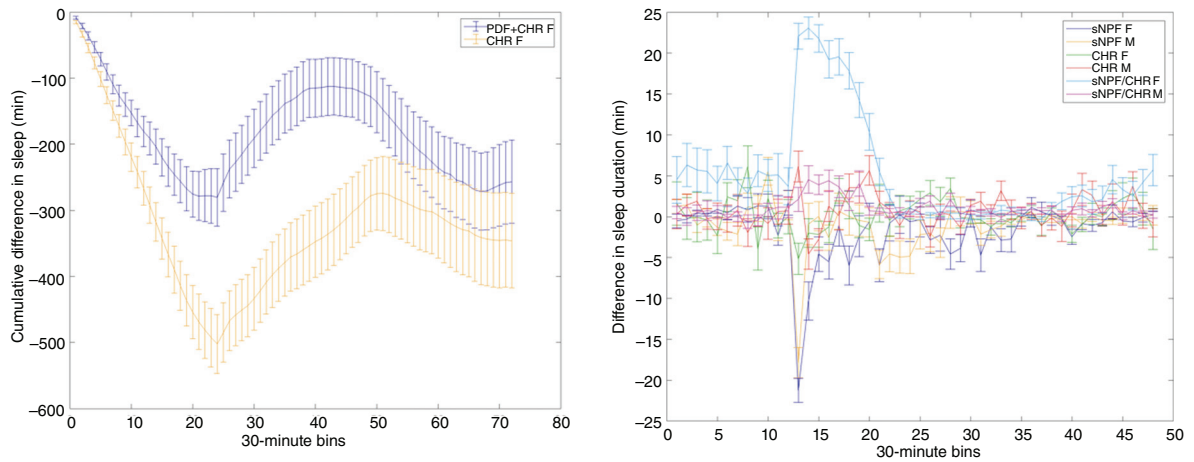 0
−100
−200
−300
−400
−500
−600
Cumulative difference in sleep (min)
0 10 20 30 40 50 60 70 80
30-minute bins
PDF+CHR F
CHR F
25
20
15
10
5
0
−5
−10
−15
−20
−25
Difference in sleep duration (min)
0 5 10 15 20 25 30 35 40 45 50
30-minute bins
sNPF F
sNPF M
CHR F
CHR M
sNPF/CHR F
sNPF/CHR M